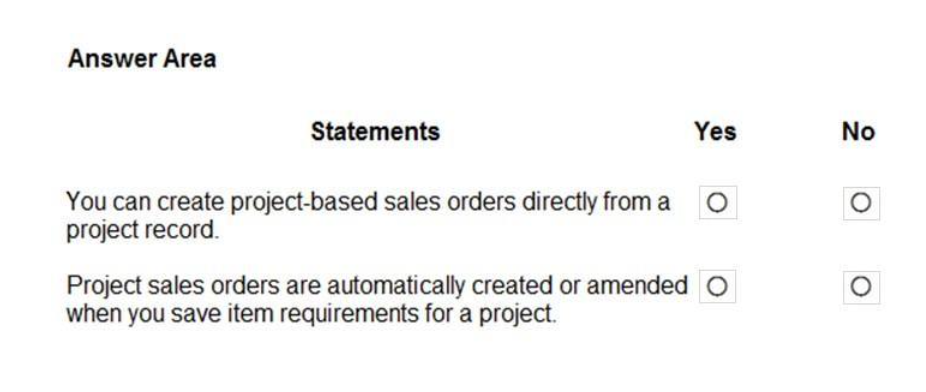 Answer Area
Statements Yes No
You can create project-based sales orders directly from a
project record.
Project sales orders are automatically created or amended
when you save item requirements for a project.